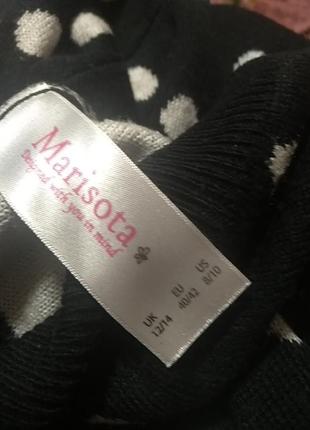 Marisota
Designed with you in mind
UK EU US
12/14 40/42 8/10